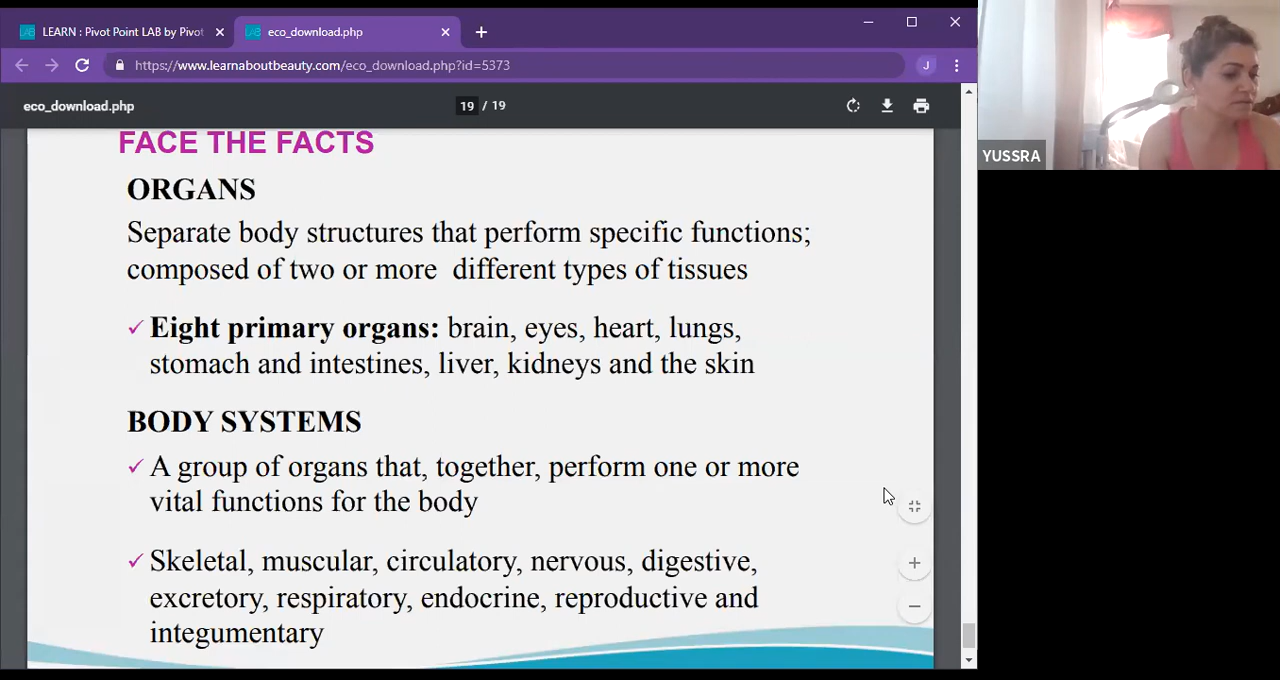 LEARN : Pivot Point LAB by Pivot
eco_download.php
https://www.learnaboutbeauty.com/eco_download.php?id=5373
J
eco_download.php
19 / 19
YUSSRA
FACE THE FACTS
ORGANS
Separate body structures that perform specific functions;
composed of two or more different types of tissues
✓ Eight primary organs: brain, eyes, heart, lungs,
stomach and intestines, liver, kidneys and the skin
BODY SYSTEMS
✓ A group of organs that, together, perform one or more
vital functions for the body
✓ Skeletal, muscular, circulatory, nervous, digestive,
excretory, respiratory, endocrine, reproductive and
integumentary